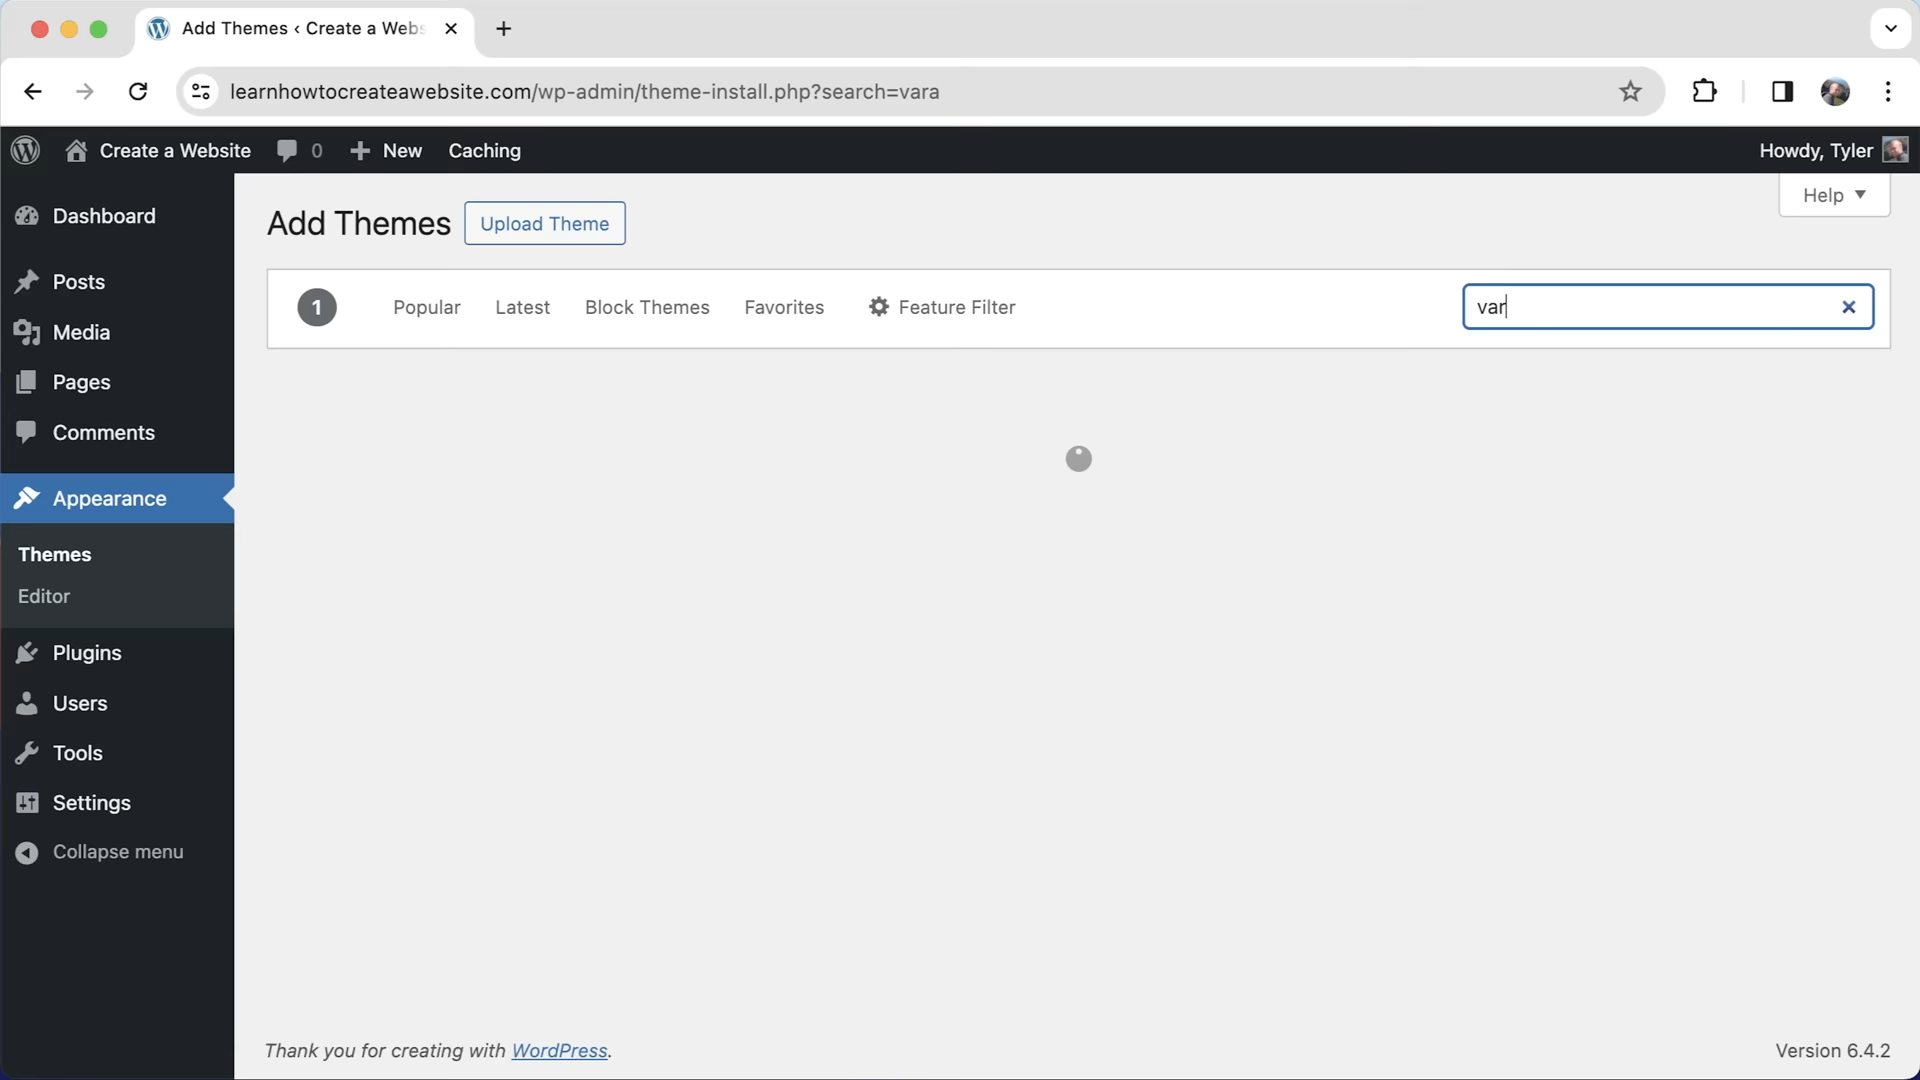 Add Themes ‹ Create a Webs
learnhowtocreateawebsite.com/wp-admin/theme-install.php?search=vara
Create a Website 0 New Caching Howdy, Tyler
Help
Add Themes Upload Theme
1 Popular Latest Block Themes Favorites Feature Filter var
Dashboard
Posts
Media
Pages
Comments
Appearance
Themes
Editor
Plugins
Users
Tools
Settings
Collapse menu
Thank you for creating with WordPress. Version 6.4.2